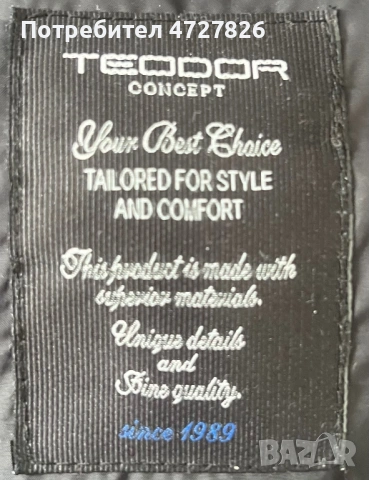 Потребител 4727826
TEODOR
CONCEPT
Your Best Choice
TAILORED FOR STYLE
AND COMFORT
This product is made with
superior materials.
Unique details
and
Fine quality.
since 1989
BAZAR